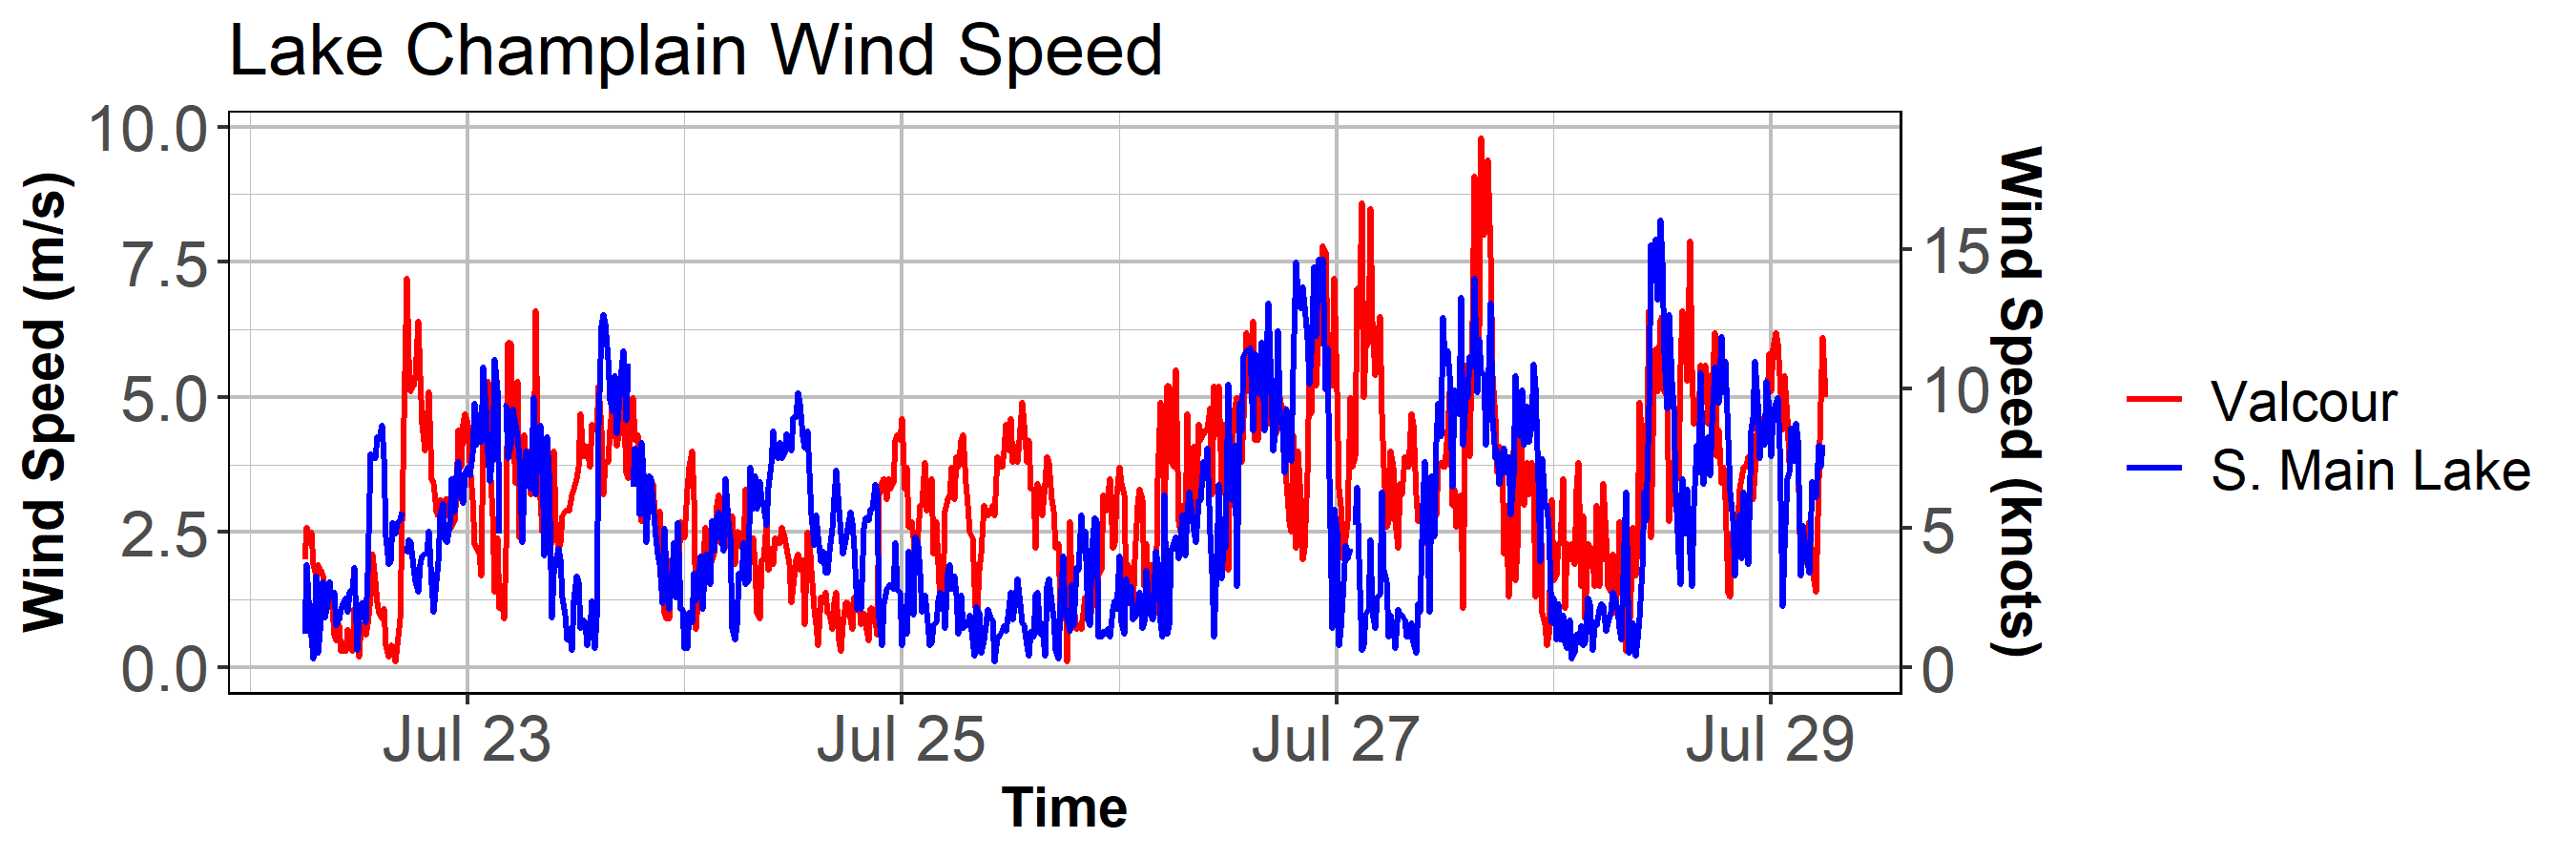 Lake Champlain Wind Speed
Wind Speed (m/s)
10.0
7.5
5.0
2.5
0.0
Jul 23
Jul 25
Jul 27
Jul 29
Time
15
10
5
0
Wind Speed (knots)
Valcour
S. Main Lake